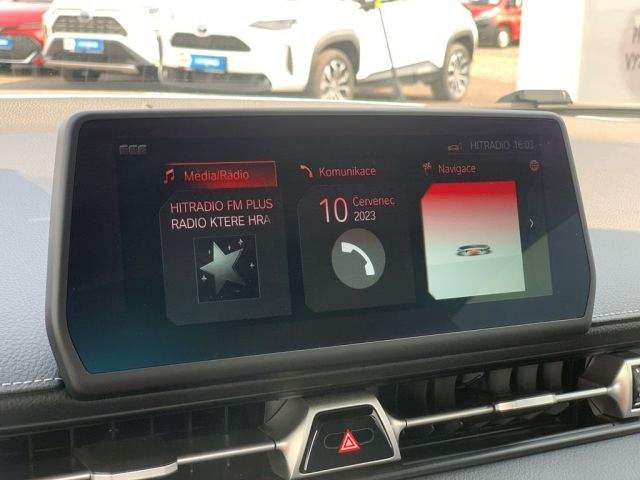 HITRADIO 16:03
Média/Rádio
Komunikace
Navigace
HITRADIO FM PLUS
RADIO KTERE HRA
10 Červenec
2023